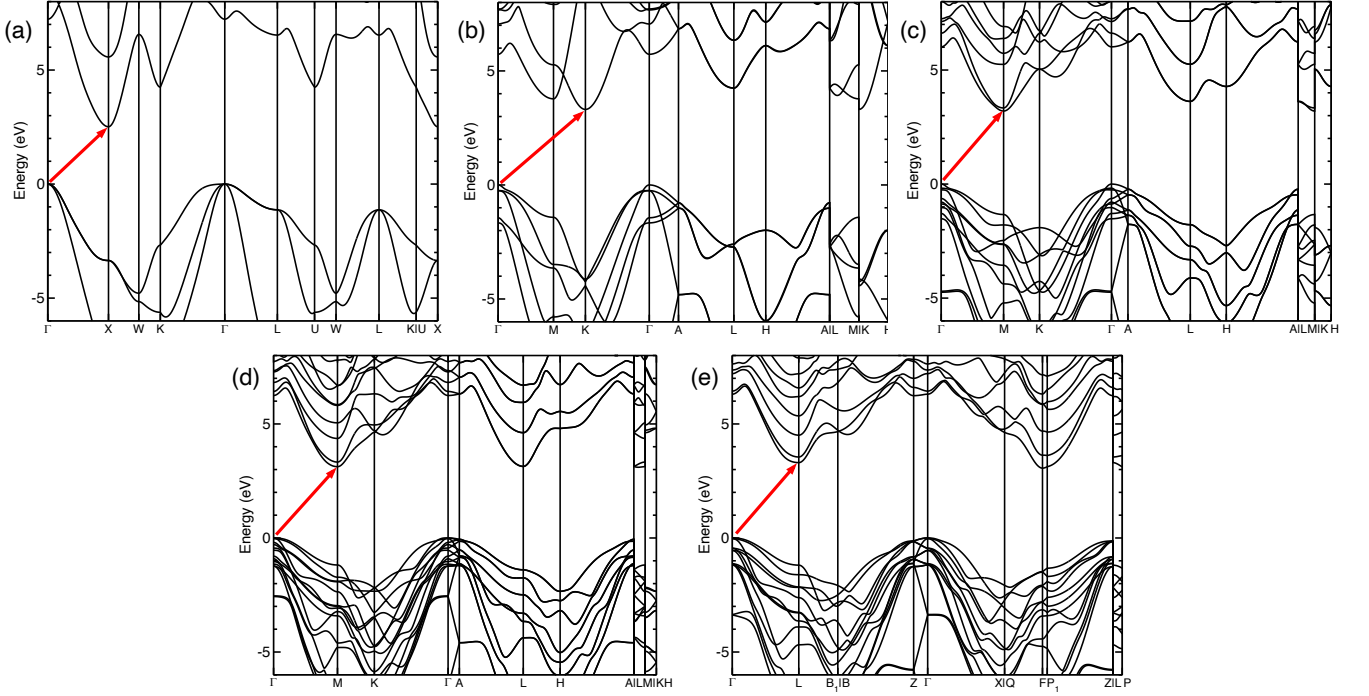 (a)
Energy (eV)
5
0
-5
Γ X W K Γ L U W L K|U X
(b)
Energy (eV)
5
0
-5
Γ M K Γ A L H A|L M|K H
(c)
Energy (eV)
5
0
-5
Γ M K Γ A L H A|L M|K H
(d)
Energy (eV)
5
0
-5
Γ M K Γ A L H A|L M|K H
(e)
Energy (eV)
5
0
-5
Γ L B₁|B Z Γ X|Q F P₁ Z|L P